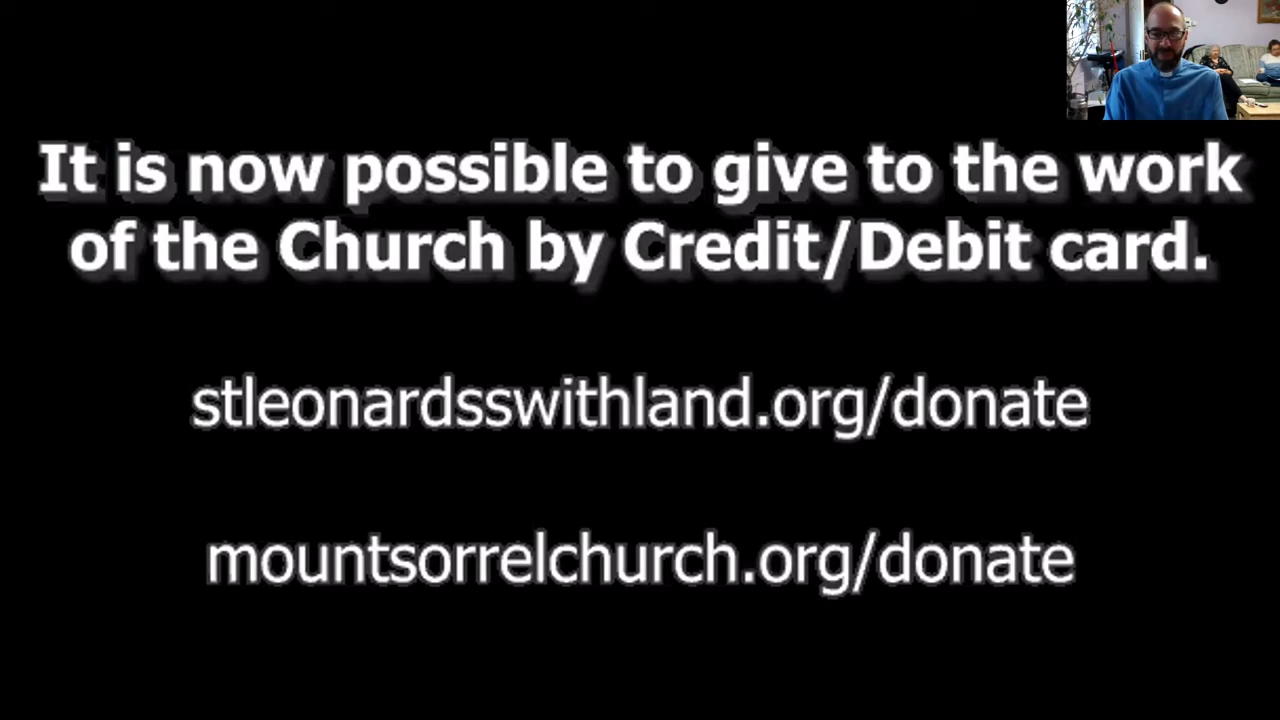 It is now possible to give to the work
of the Church by Credit/Debit card.
stleonardsswithland.org/donate
mountsorrelchurch.org/donate